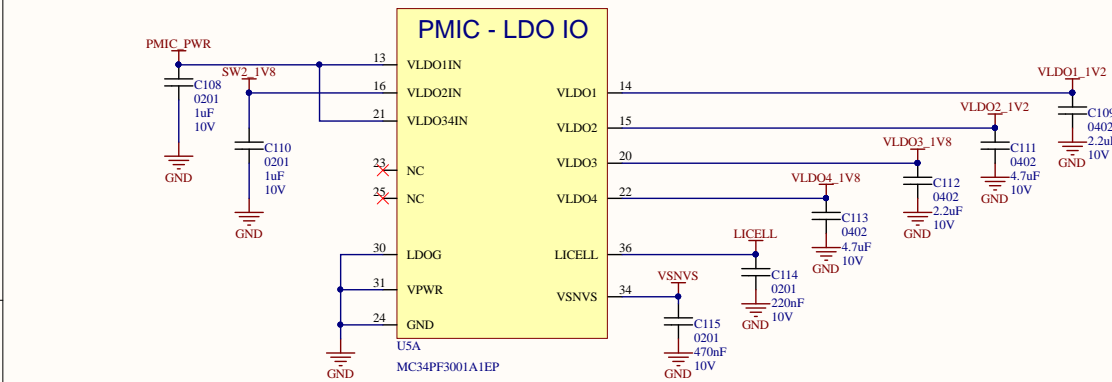 PMIC - LDO IO
PMIC_PWR
13
VLDO1IN
C108
0201
1uF
10V
GND
SW2_1V8
16
VLDO2IN
C110
0201
1uF
10V
GND
21
VLDO34IN
23
NC
25
NC
30
LDOG
31
VPWR
24
GND
GND
VLDO1
14
VLDO1_1V2
C109
0402
2.2u
10V
GND
VLDO2
15
VLDO2_1V2
C111
0402
4.7uF
10V
GND
VLDO3
20
VLDO3_1V8
C112
0402
2.2uF
10V
GND
VLDO4
22
VLDO4_1V8
C113
0402
4.7uF
10V
GND
LICELL
36
LICELL
C114
0201
220nF
10V
GND
VSNVS
34
VSNVS
C115
0201
470nF
10V
GND
U5A
MC34PF3001A1EP